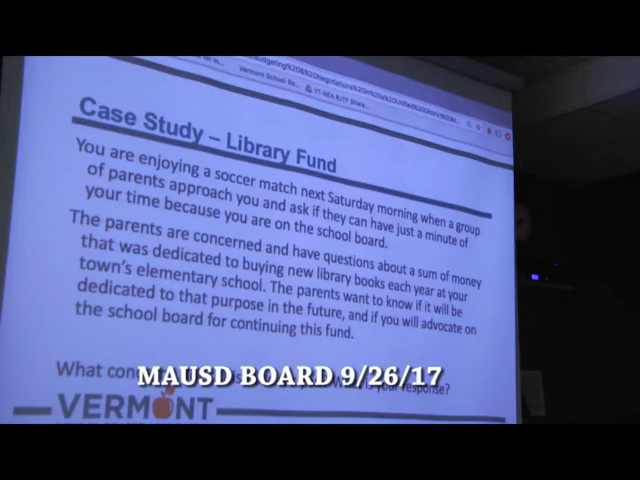 Vermont School Bo...
VT-NEA BJTF Share...
Case Study – Library Fund
You are enjoying a soccer match next Saturday morning when a group
of parents approach you and ask if they can have just a minute of
your time because you are on the school board.
The parents are concerned and have questions about a sum of money
that was dedicated to buying new library books each year at your
town's elementary school. The parents want to know if it will be
dedicated to that purpose in the future, and if you will advocate on
the school board for continuing this fund.
What is your response?
MAUSD BOARD 9/26/17
VERMONT